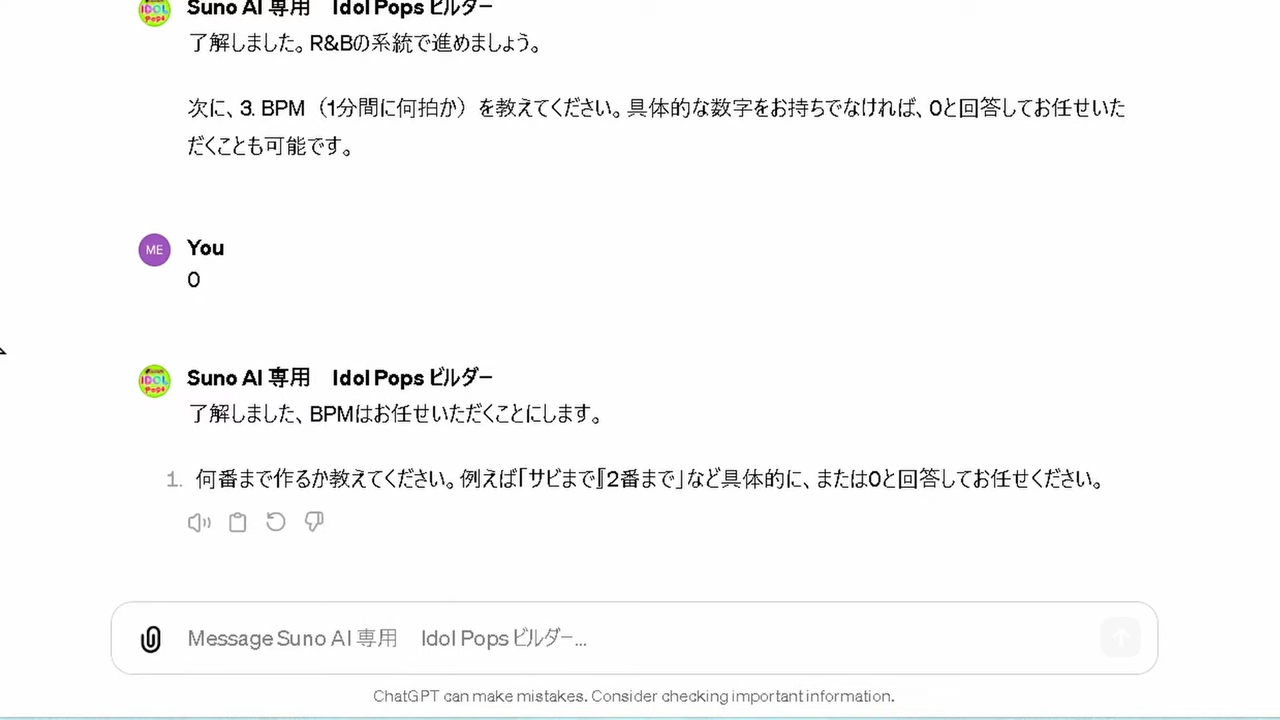 Suno AI 専用　Idol Pops ビルダー
了解しました。R&Bの系統で進めましょう。
次に、3. BPM（1分間に何拍か）を教えてください。具体的な数字をお持ちでなければ、0と回答してお任せいた
だくことも可能です。
ME
You
0
IDOL
Pops
Suno AI 専用　Idol Pops ビルダー
了解しました、BPMはお任せいただくことにします。
1. 何番まで作るか教えてください。例えば「サビまで』『2番まで」など具体的に、または0と回答してお任せください。
Message Suno AI 専用　Idol Pops ビルダー...
ChatGPT can make mistakes. Consider checking important information.